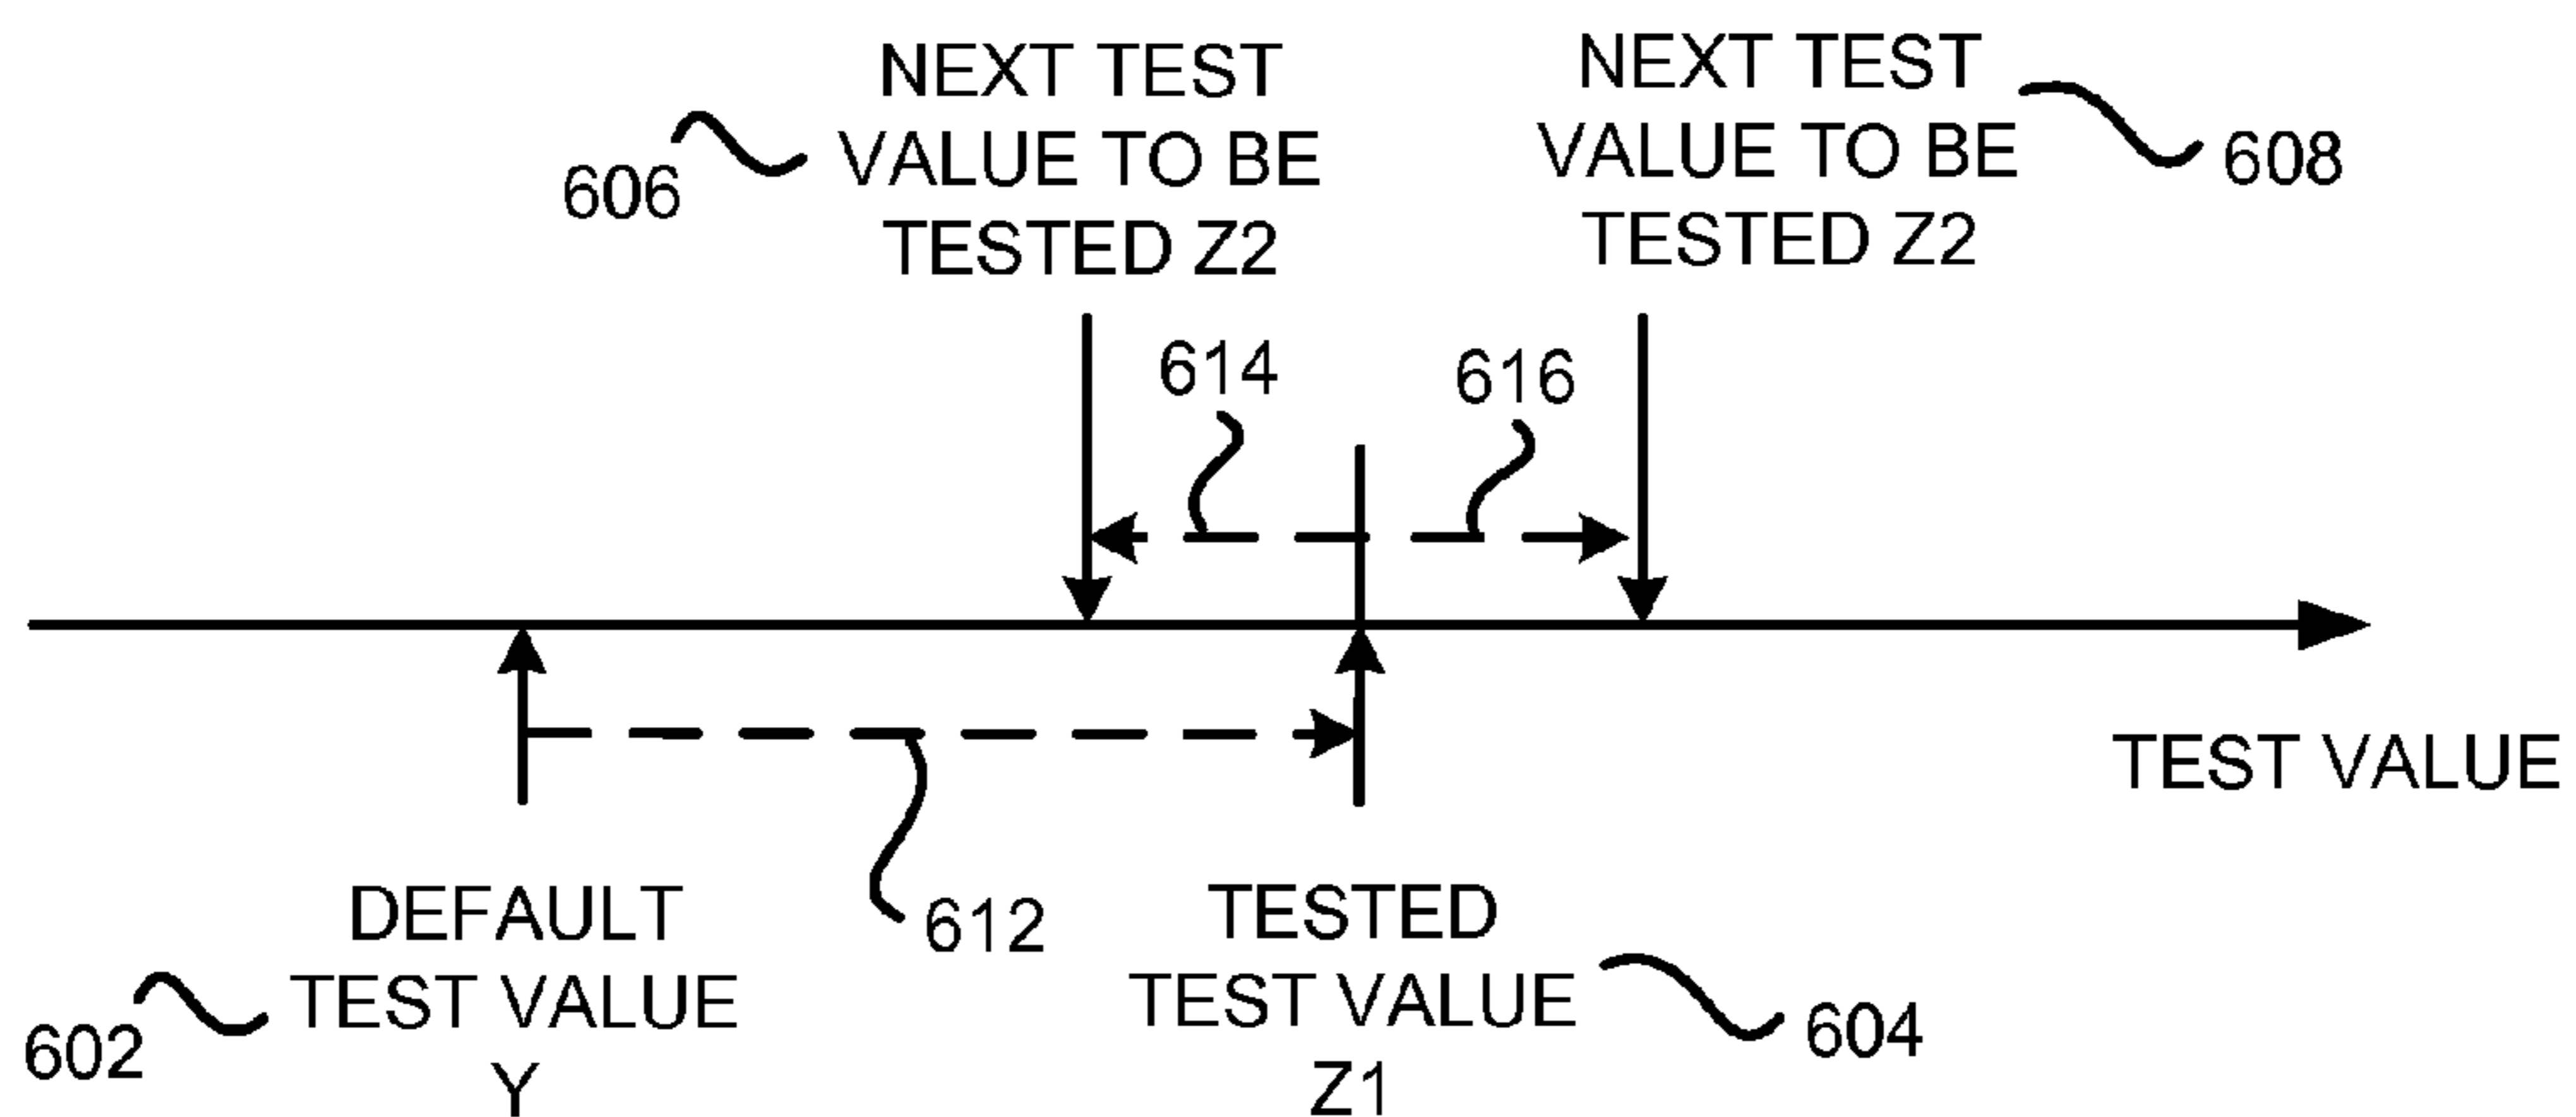 NEXT TEST
VALUE TO BE
TESTED Z2
606
NEXT TEST
VALUE TO BE
TESTED Z2
608
614
616
TEST VALUE
612
DEFAULT
TEST VALUE
Y
602
TESTED
TEST VALUE
Z1
604